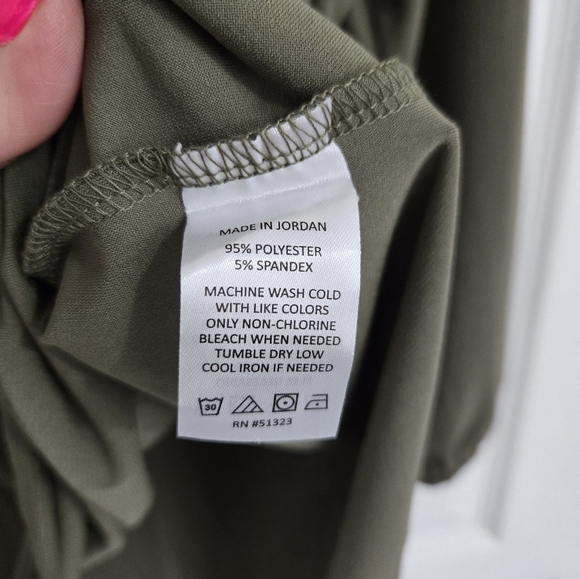 MADE IN JORDAN
95% POLYESTER
5% SPANDEX
MACHINE WASH COLD
WITH LIKE COLORS
ONLY NON-CHLORINE
BLEACH WHEN NEEDED
TUMBLE DRY LOW
COOL IRON IF NEEDED
30
RN #51323